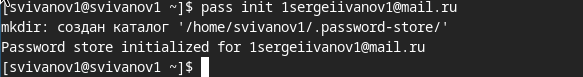 [svivanov1@svivanov1 ~]$ pass init 1sergeiivanov1@mail.ru
mkdir: создан каталог '/home/svivanov1/.password-store/'
Password store initialized for 1sergeiivanov1@mail.ru
[svivanov1@svivanov1 ~]$